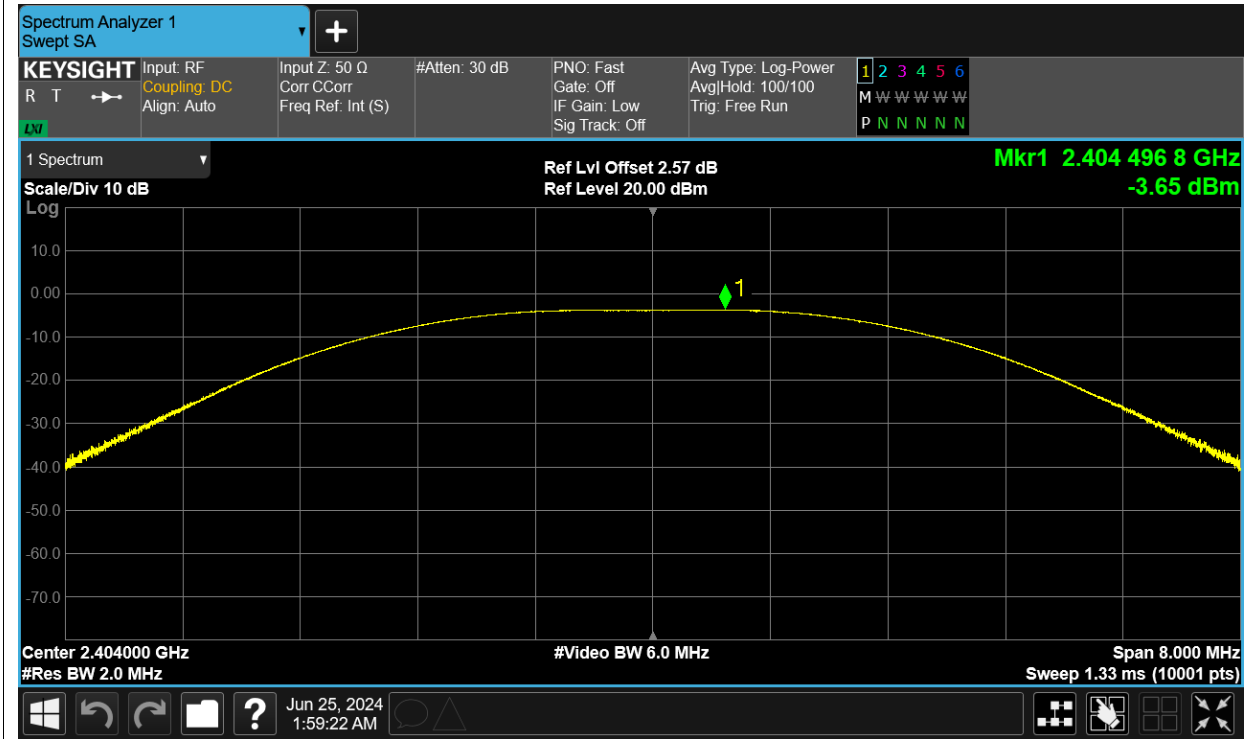 Spectrum Analyzer 1
Swept SA
+
KEYSIGHT
R T
LXI
Input: RF
Coupling: DC
Align: Auto
Input Z: 50 Ω
Corr CCorr
Freq Ref: Int (S)
#Atten: 30 dB
PNO: Fast
Gate: Off
IF Gain: Low
Sig Track: Off
Avg Type: Log-Power
Avg|Hold: 100/100
Trig: Free Run
1 2 3 4 5 6
M W W W W W W
P N N N N N N
1 Spectrum
Scale/Div 10 dB
Log
Ref Lvl Offset 2.57 dB
Ref Level 20.00 dBm
Mkr1 2.404 496 8 GHz
-3.65 dBm
10.0
0.00
-10.0
-20.0
-30.0
-40.0
-50.0
-60.0
-70.0
1
Center 2.404000 GHz
#Res BW 2.0 MHz
#Video BW 6.0 MHz
Span 8.000 MHz
Sweep 1.33 ms (10001 pts)
?
Jun 25, 2024
1:59:22 AM